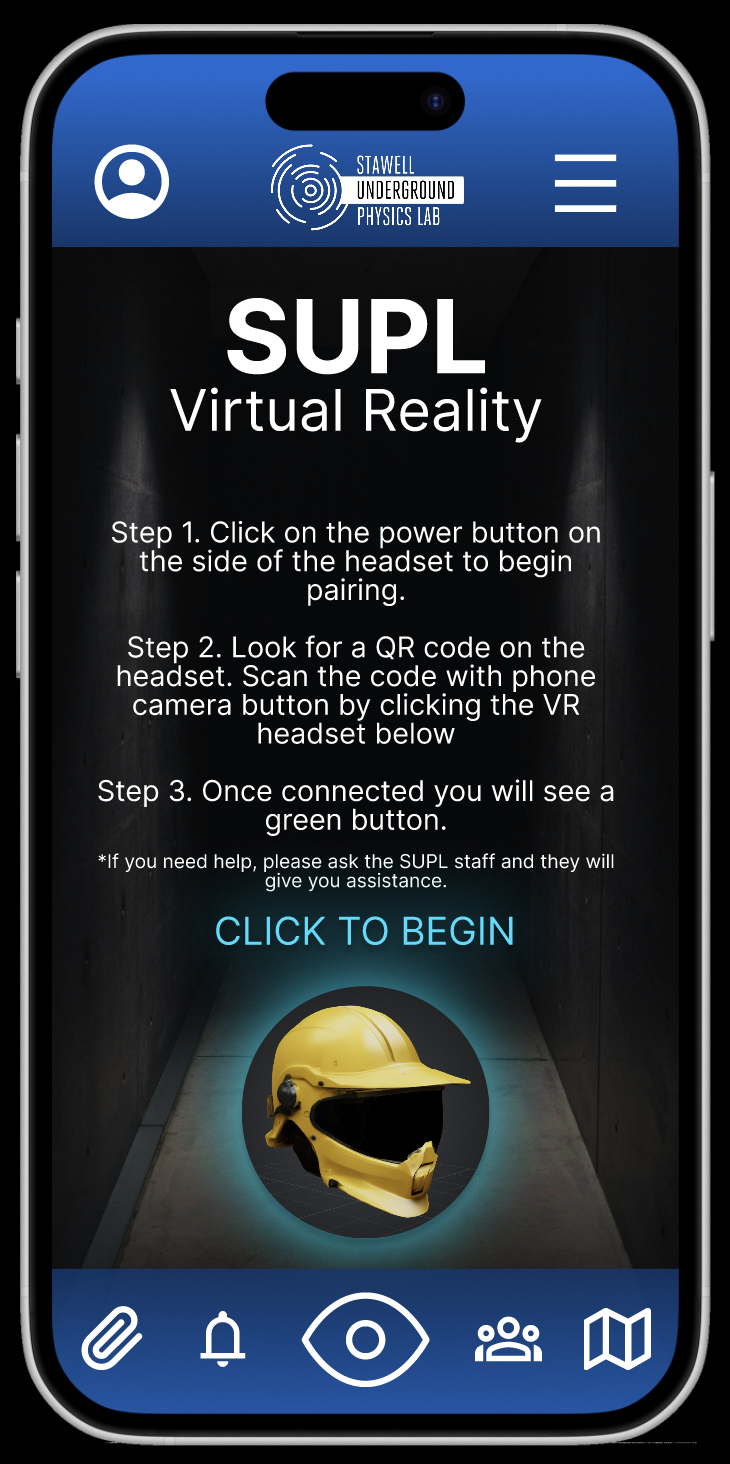 STAWELL
UNDERGROUND
PHYSICS LAB
SUPL
Virtual Reality
Step 1. Click on the power button on
the side of the headset to begin
pairing.
Step 2. Look for a QR code on the
headset. Scan the code with phone
camera button by clicking the VR
headset below
Step 3. Once connected you will see a
green button.
*If you need help, please ask the SUPL staff and they will
give you assistance.
CLICK TO BEGIN